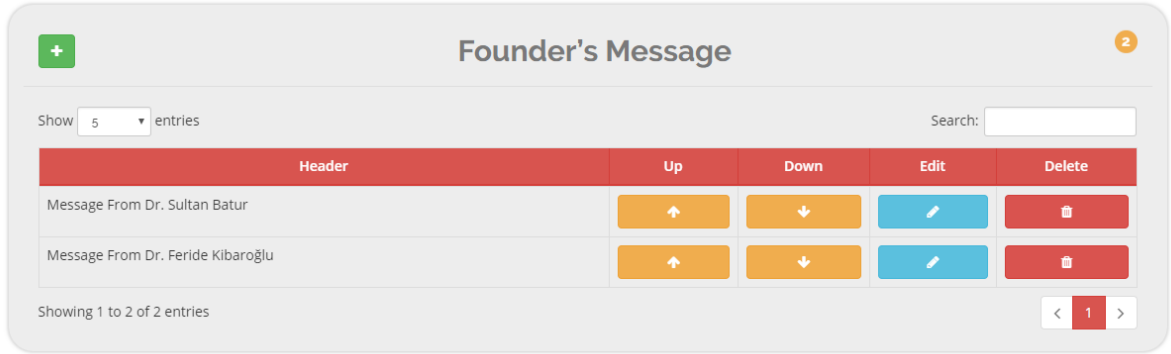 Founder's Message
2
Show 5 entries
Search:
Header Up Down Edit Delete
Message From Dr. Sultan Batur
Message From Dr. Feride Kibaroğlu
Showing 1 to 2 of 2 entries
1